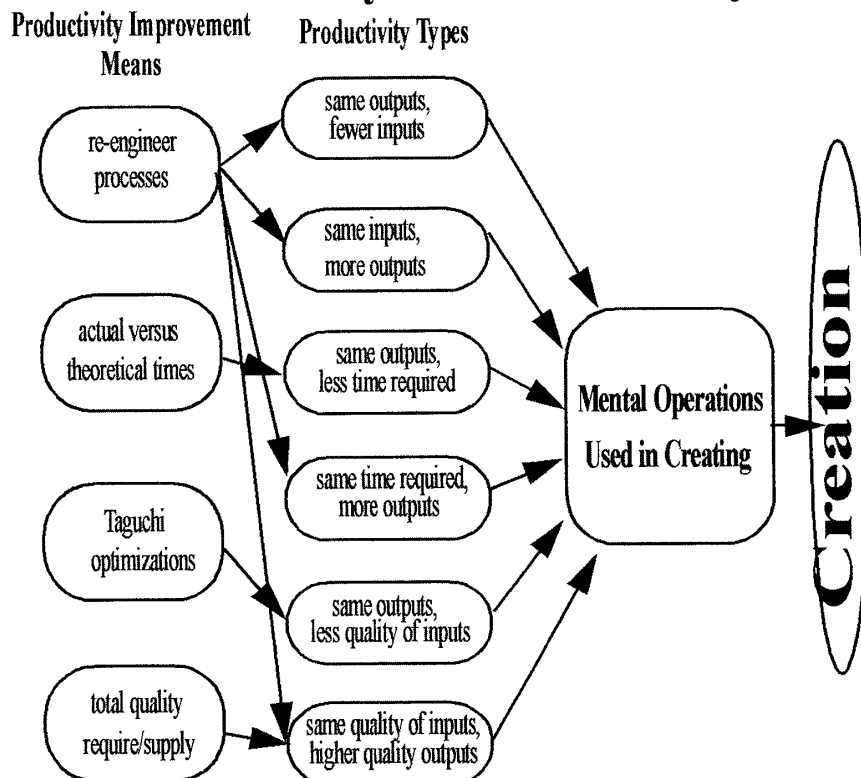 Productivity Improvement
Means
Productivity Types
re-engineer
processes
same outputs,
fewer inputs
same inputs,
more outputs
actual versus
theoretical times
same outputs,
less time required
Mental Operations
Used in Creating
Creation
same time required,
more outputs
Taguchi
optimizations
same outputs,
less quality of inputs
total quality
require/supply
same quality of inputs,
higher quality outputs